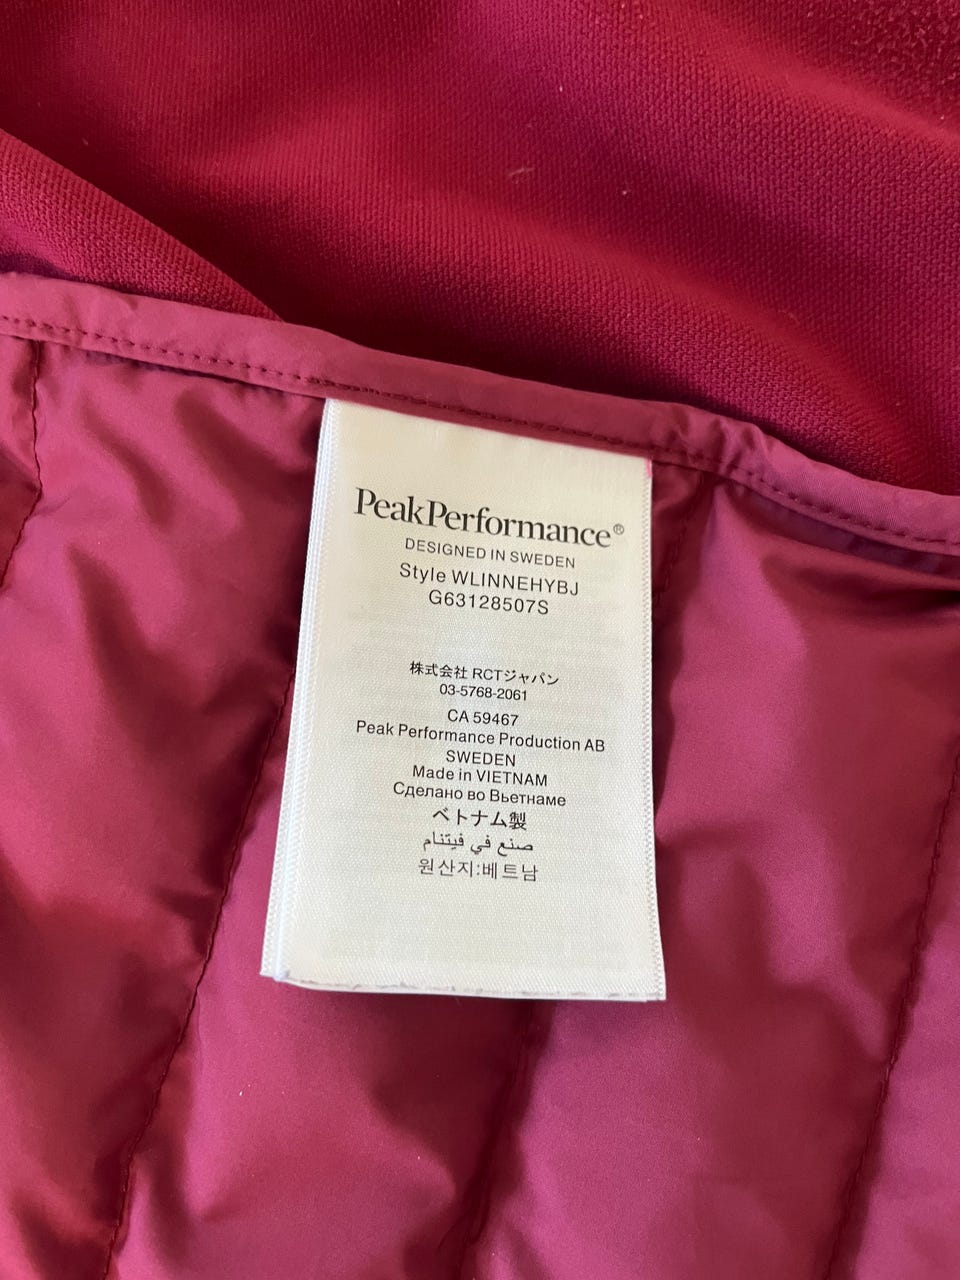 PeakPerformance®
DESIGNED IN SWEDEN
Style WLINNEHYBJ
G63128507S
株式会社 RCTジャパン
03-5768-2061
CA 59467
Peak Performance Production AB
SWEDEN
Made in VIETNAM
Сделано во Вьетнаме
ベトナム製
صنع في فيتنام
원산지:베트남